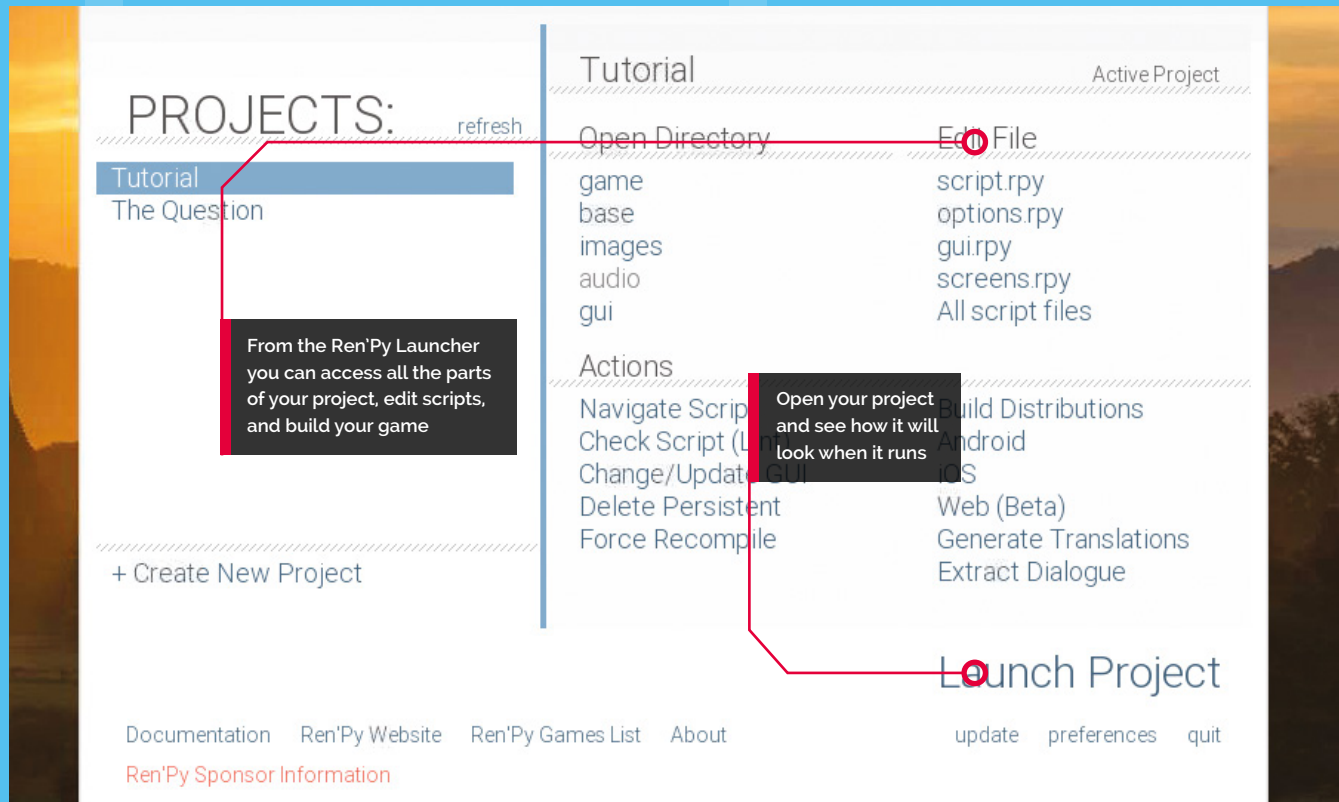 PROJECTS:
refresh
Tutorial
The Question
From the Ren'Py Launcher
you can access all the parts
of your project, edit scripts,
and build your game
+ Create New Project
Tutorial
Active Project
Open Directory
game
base
images
audio
gui
Edit File
script.rpy
options.rpy
gui.rpy
screens.rpy
All script files
Actions
Navigate Scrip
Check Script (Lint)
Change/Update GUI
Delete Persistent
Force Recompile
Open your project
and see how it will
look when it runs
Build Distributions
Android
iOS
Web (Beta)
Generate Translations
Extract Dialogue
Launch Project
Documentation Ren'Py Website Ren'Py Games List About
update preferences quit
Ren'Py Sponsor Information